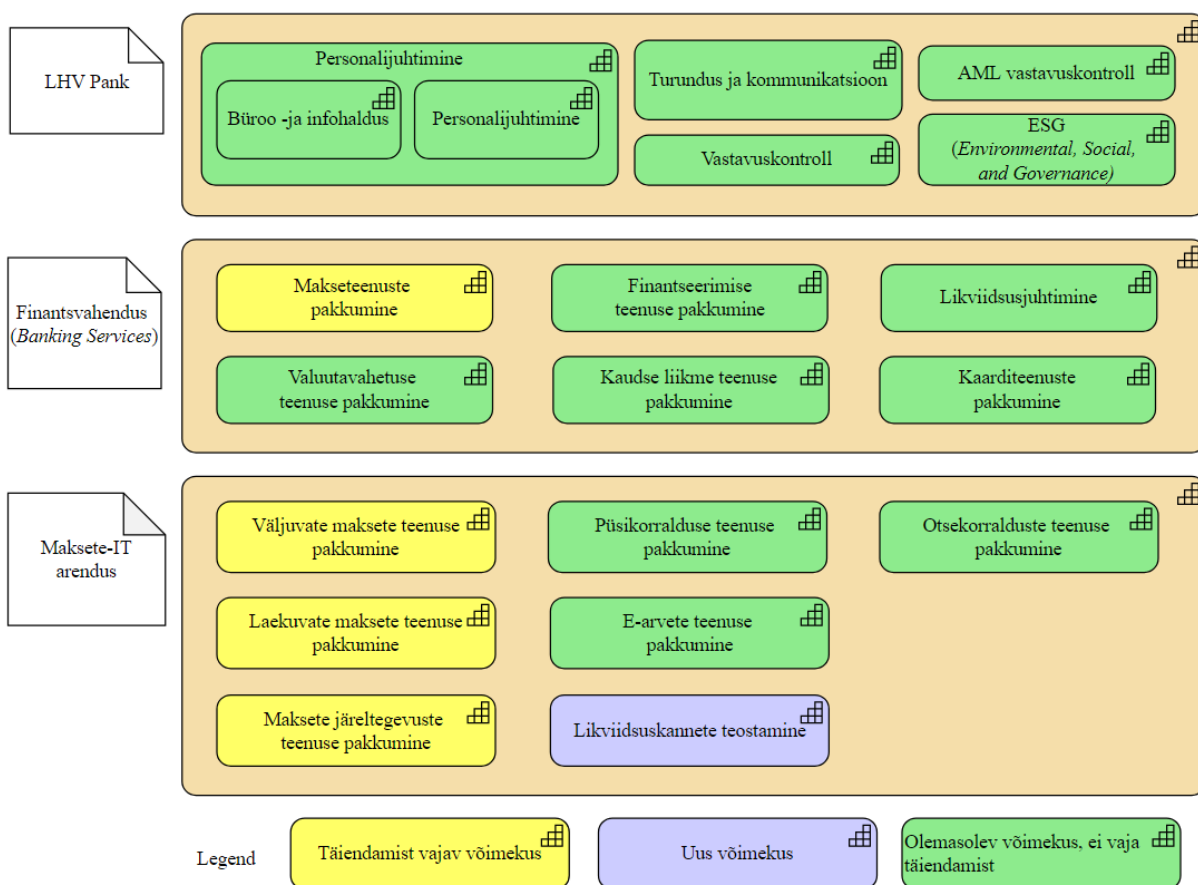 LHV Pank
Personalijuhtimine
Büroo -ja infohaldus
Personalijuhtimine
Turundus ja kommunikatsioon
Vastavuskontroll
AML vastavuskontroll
ESG
(Environmental, Social,
and Governance)
Finantsvahendus
(Banking Services)
Makseteenuste
pakkumine
Finantseerimise
teenuse pakkumine
Likviidsusjuhtimine
Valuutavahetuse
teenuse pakkumine
Kaudse liikme teenuse
pakkumine
Kaarditeenuste
pakkumine
Maksete-IT
arendus
Väljuvate maksete teenuse
pakkumine
Püsikorralduse teenuse
pakkumine
Otsekorralduste teenuse
pakkumine
Laekuvate maksete teenuse
pakkumine
E-arvete teenuse
pakkumine
Maksete järeltegevuste
teenuse pakkumine
Likviidsuskannete teostamine
Legend
Täiendamist vajav võimekus
Uus võimekus
Olemasolev võimekus, ei vaja
täiendamist